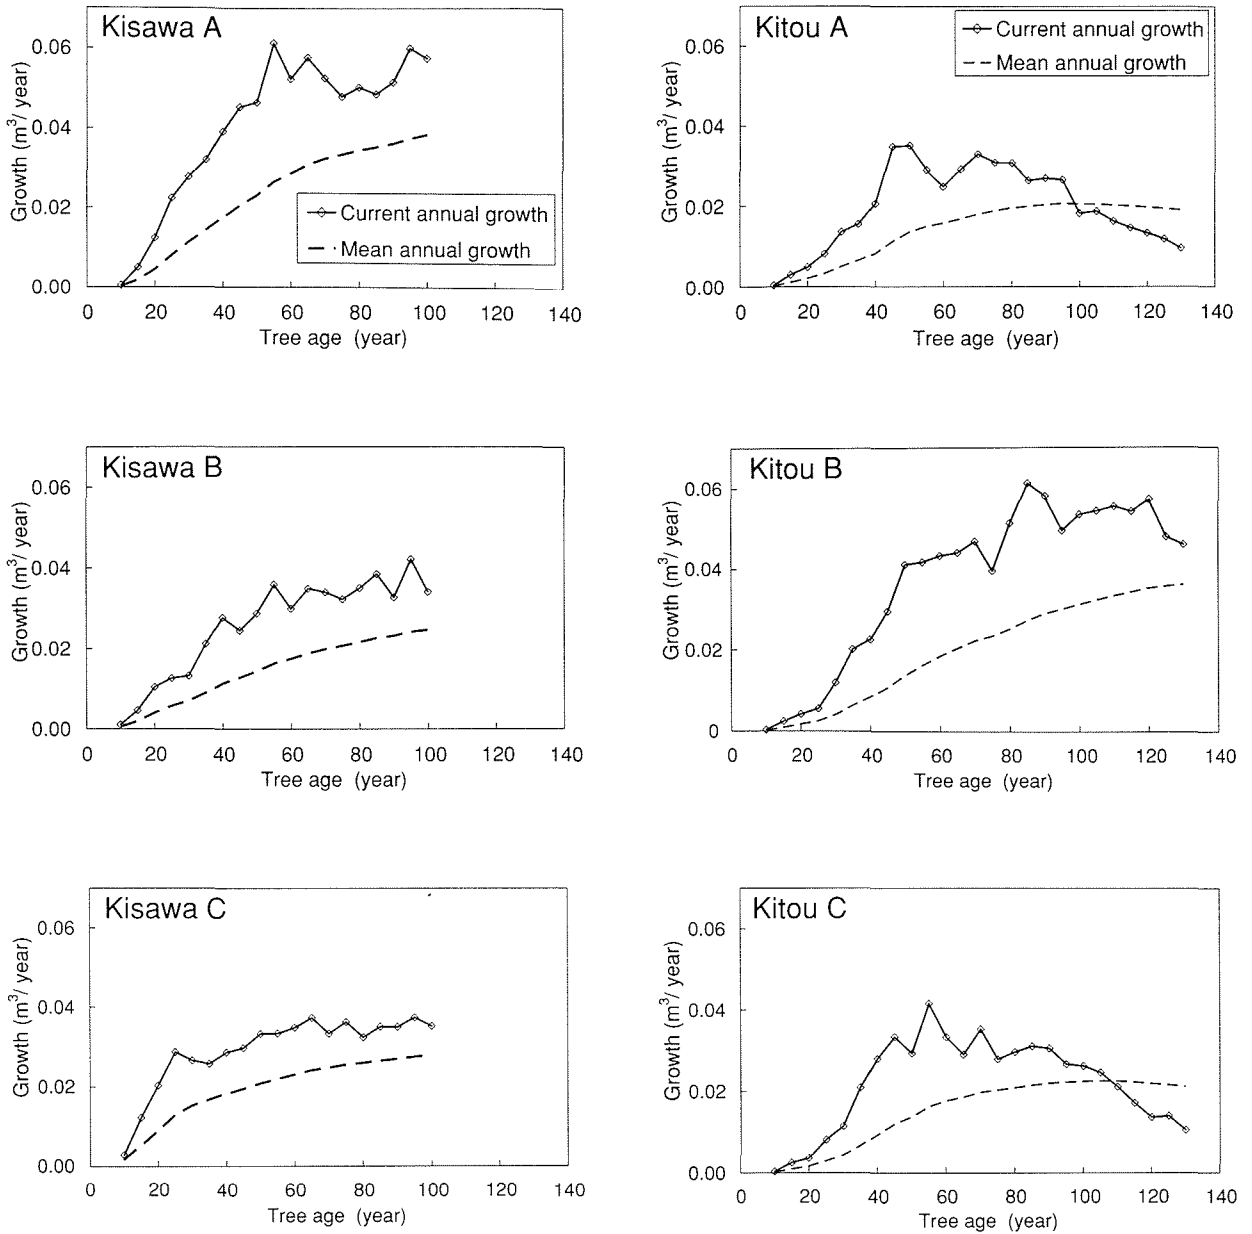 Kisawa A
Growth (m³/ year)
0.06
0.04
0.02
0.00
Current annual growth
Mean annual growth
0 20 40 60 80 100 120 140
Tree age (year)
Kitou A
Growth (m³/ year)
0.06
0.04
0.02
0.00
Current annual growth
Mean annual growth
0 20 40 60 80 100 120 140
Tree age (year)
Kisawa B
Growth (m³/ year)
0.06
0.04
0.02
0.00
0 20 40 60 80 100 120 140
Tree age (year)
Kitou B
Growth (m³/ year)
0.06
0.04
0.02
0
0 20 40 60 80 100 120 140
Tree age (year)
Kisawa C
Growth (m³/ year)
0.06
0.04
0.02
0.00
0 20 40 60 80 100 120 140
Tree age (year)
Kitou C
Growth (m³/ year)
0.06
0.04
0.02
0.00
0 20 40 60 80 100 120 140
Tree age (year)